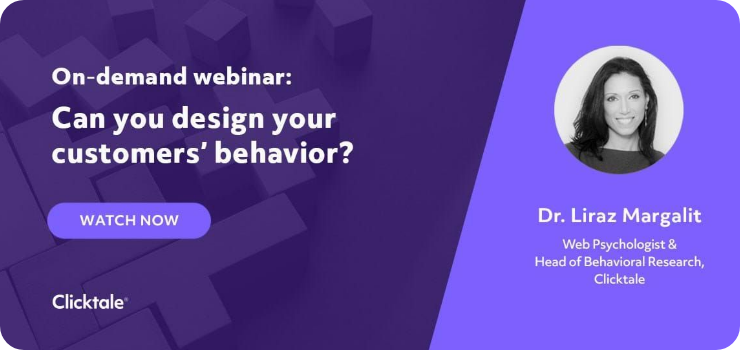 On-demand webinar:
Can you design your
customers' behavior?
WATCH NOW
Clicktale®
Dr. Liraz Margalit
Web Psychologist &
Head of Behavioral Research,
Clicktale